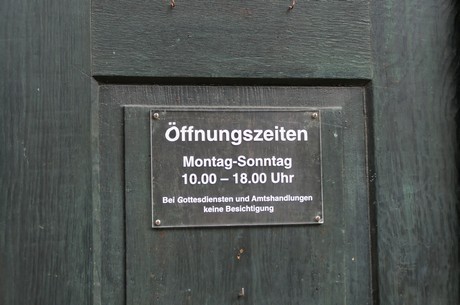 Öffnungszeiten
Montag-Sonntag
10.00 – 18.00 Uhr
Bei Gottesdiensten und Amtshandlungen
keine Besichtigung